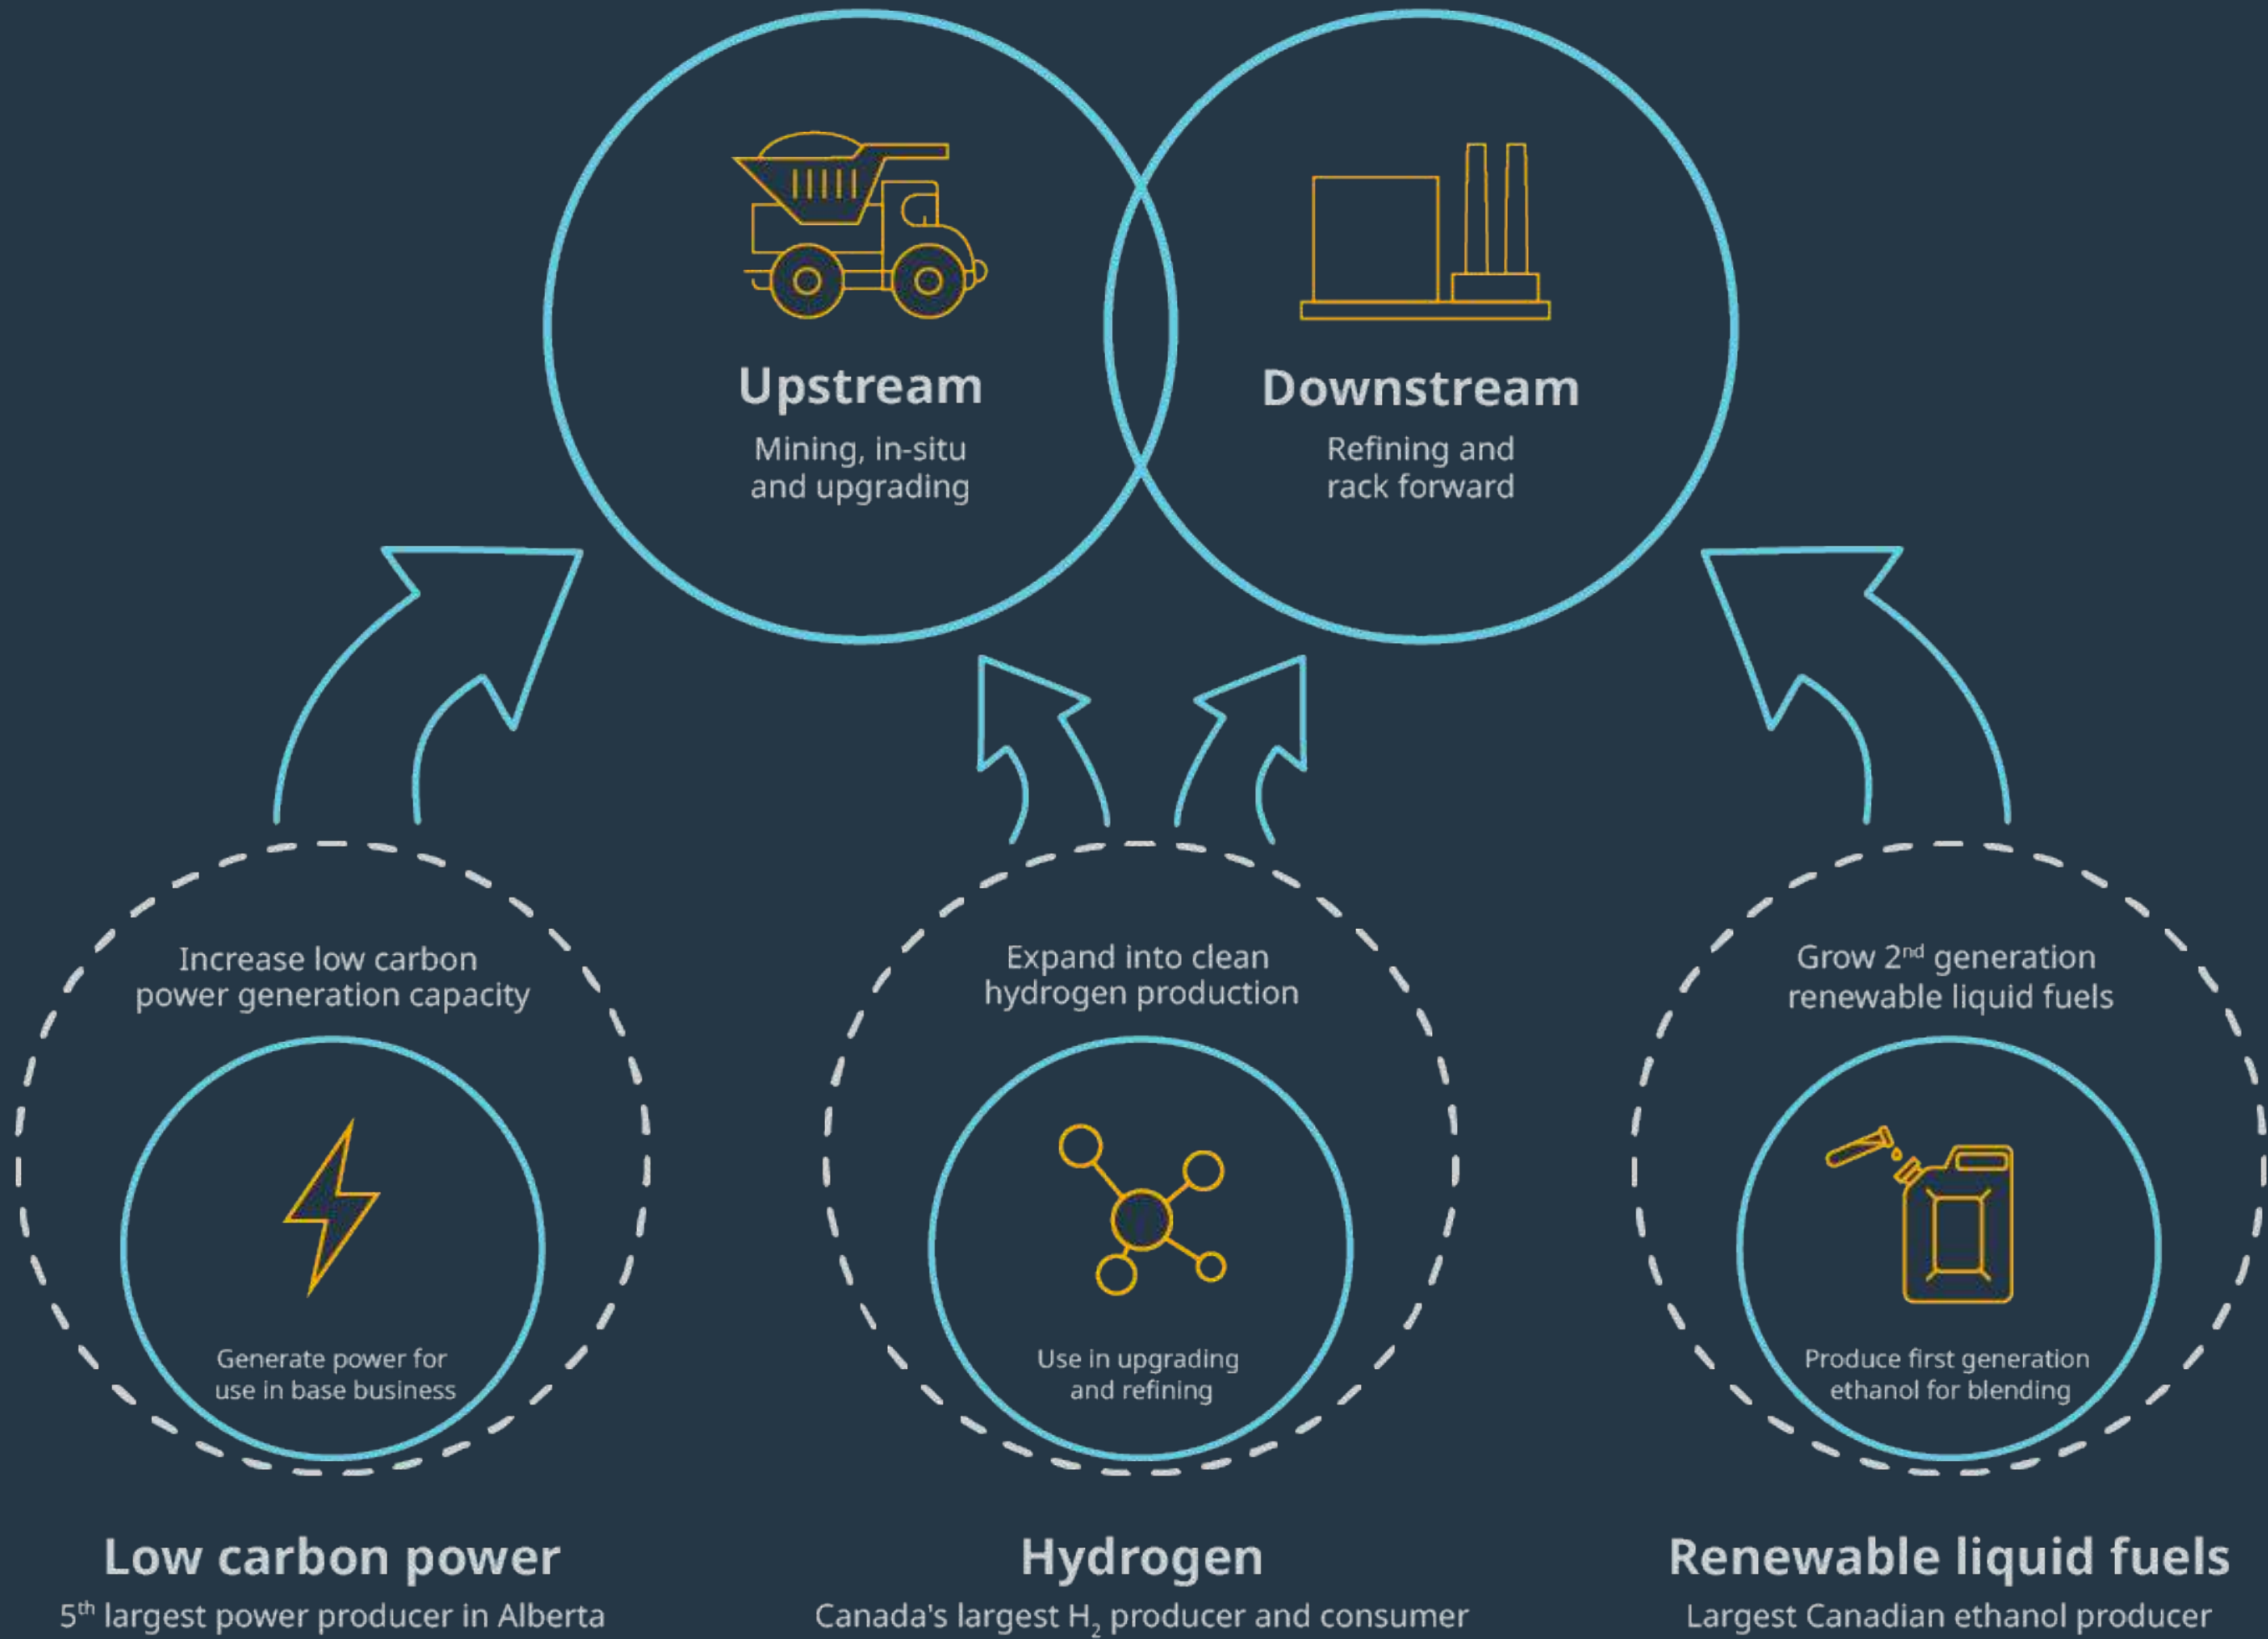 Upstream
Mining, in-situ
and upgrading
Downstream
Refining and
rack forward
Increase low carbon
power generation capacity
Generate power for
use in base business
Low carbon power
5th largest power producer in Alberta
Expand into clean
hydrogen production
Use in upgrading
and refining
Hydrogen
Canada's largest H₂ producer and consumer
Grow 2nd generation
renewable liquid fuels
Produce first generation
ethanol for blending
Renewable liquid fuels
Largest Canadian ethanol producer